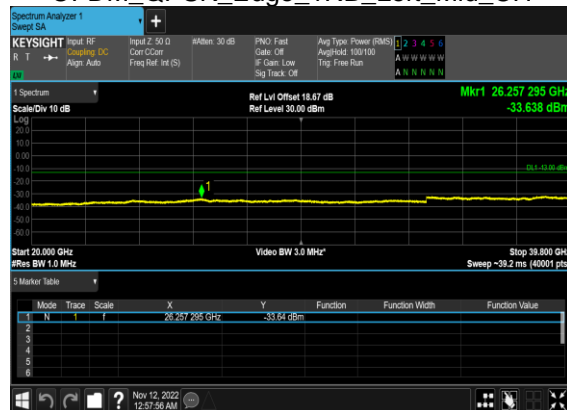 Spectrum Analyzer 1
Swept SA
+
KEYSIGHT Input: RF Input Z: 50 Ω #Atten: 30 dB PNO: Fast Avg Type: Power (RMS) 1 2 3 4 5 6
R T Coupling: DC Corr CCorr Gate: Off Avg|Hold: 100/100 A W W W W W
Align: Auto Freq Ref: Int (S) IF Gain: Low Trig: Free Run
Sig Track: Off A N N N N N
1 Spectrum
Mkr1 26.257 295 GHz
Ref Lvl Offset 18.67 dB
Scale/Div 10 dB Ref Level 30.00 dBm -33.638 dBm
Log
20.0
10.0
0.00
-10.0
DL1 -13.00 dBm
-20.0
1
-30.0
-40.0
-50.0
-60.0
Start 20.000 GHz Video BW 3.0 MHz* Stop 39.800 GHz
#Res BW 1.0 MHz Sweep ~39.2 ms (40001 pts)
5 Marker Table
Mode Trace Scale X Y Function Function Width Function Value
1 N 1 f 26.257 295 GHz -33.64 dBm
2
3
4
5
6
? Nov 12, 2022
12:57:56 AM